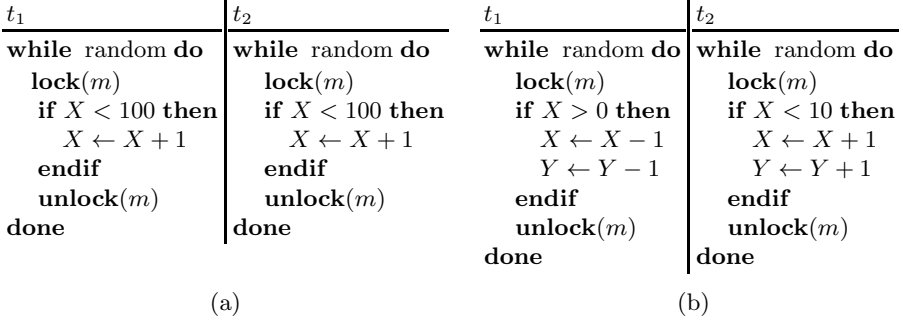 t1 t2 t1 t2
while random do while random do while random do while random do
lock(m) lock(m) lock(m) lock(m)
if X < 100 then if X < 100 then if X > 0 then if X < 10 then
X ← X + 1 X ← X + 1 X ← X − 1 X ← X + 1
endif endif Y ← Y − 1 Y ← Y + 1
unlock(m) unlock(m) endif endif
done done unlock(m) unlock(m)
done done
(a) (b)